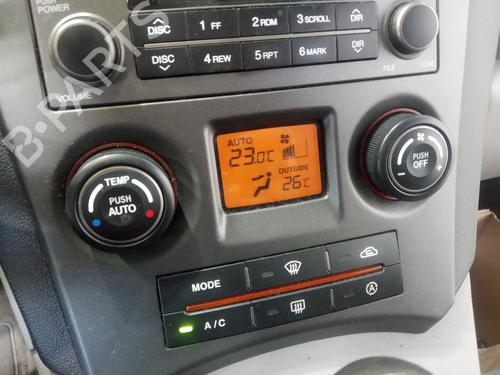 PUSH
POWER
VOLUME
DISC
1 FF
2 RDM
3 SCROLL
DIR
DISC
4 REW
5 RPT
6 MARK
DIR
FILE
TUNE
B-PARTS
TEMP
PUSH
AUTO
AUTO
23.0°C
OUTSIDE
26°C
PUSH
OFF
- +
MODE
A/C
A